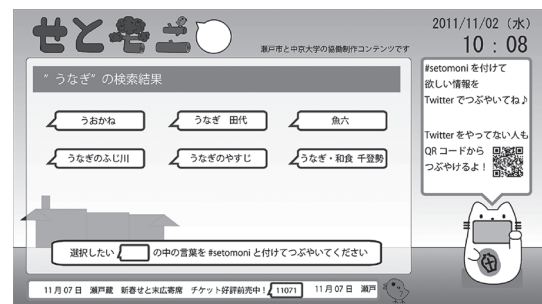 せともに
瀬戸市と中京大学の協働制作コンテンツです
2011/11/02（水）
10：08
"うなぎ"の検索結果
うおかね
うなぎ　田代
魚六
うなぎのふじ川
うなぎのやすじ
うなぎ・和食 千登勢
選択したい　の中の言葉を #setomoni と付けてつぶやいてください
#setomoni を付けて
欲しい情報を
Twitter でつぶやいてね♪
Twitter をやってない人も
QR コードから
つぶやけるよ！
11月07日　瀬戸蔵　新春せと末広寄席　チケット好評前売中！ 11071　11月07日　瀬戸